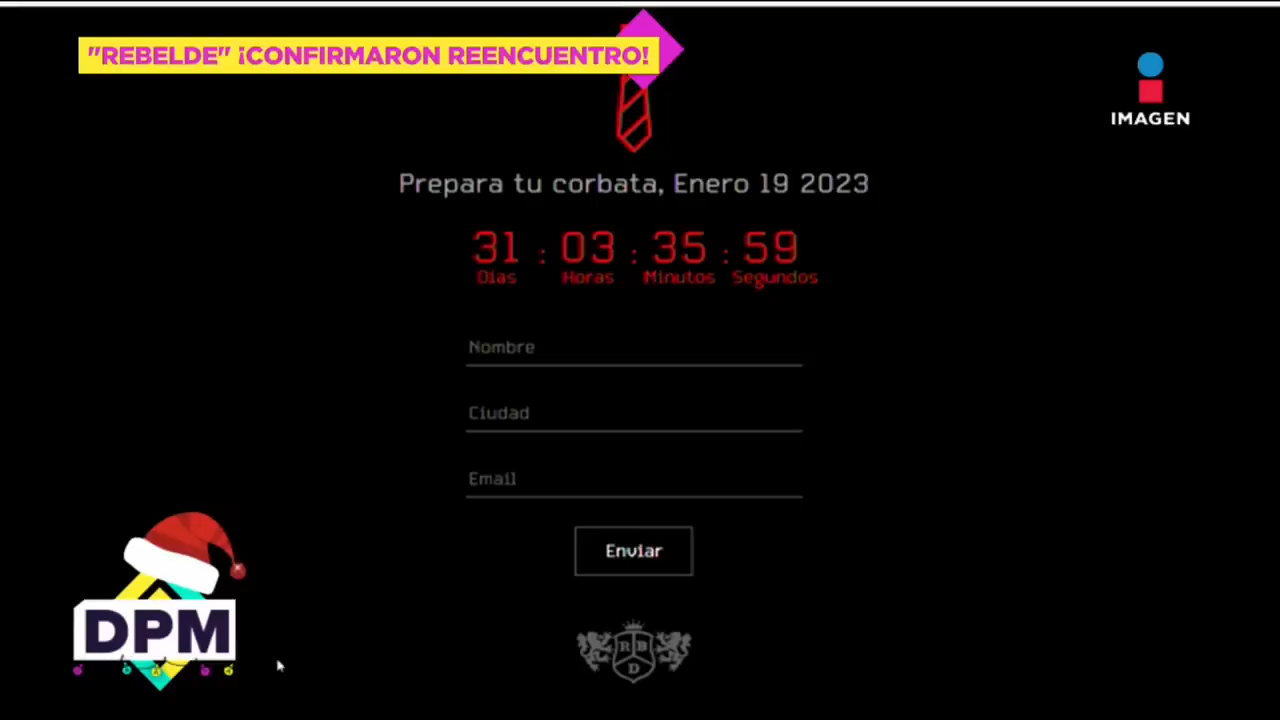 "REBELDE" ¡CONFIRMARON REENCUENTRO!
IMAGEN
Prepara tu corbata, Enero 19 2023
31 : 03 : 35 : 59
Días Horas Minutos Segundos
Nombre
Ciudad
Email
Enviar
DPM
RBD